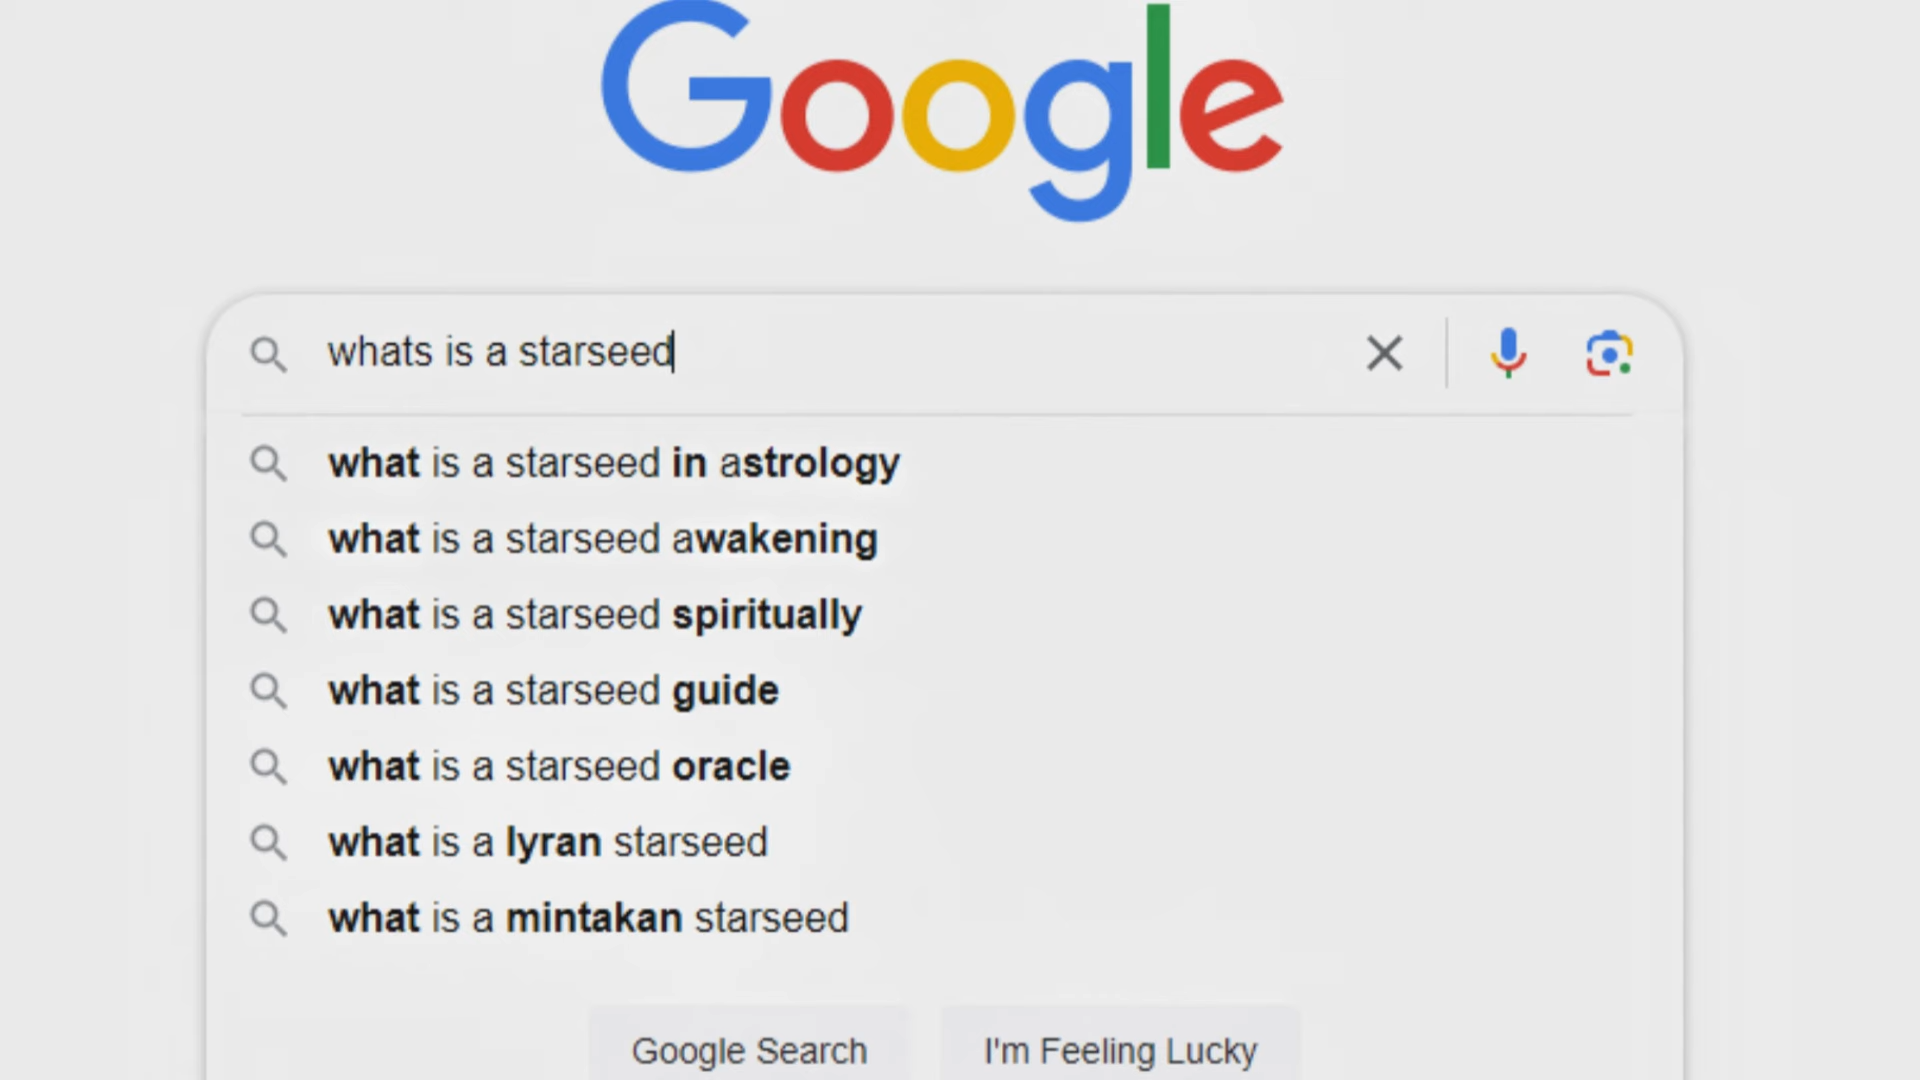 Google
whats is a starseed
what is a starseed in astrology
what is a starseed awakening
what is a starseed spiritually
what is a starseed guide
what is a starseed oracle
what is a lyran starseed
what is a mintakan starseed
Google Search
I'm Feeling Lucky